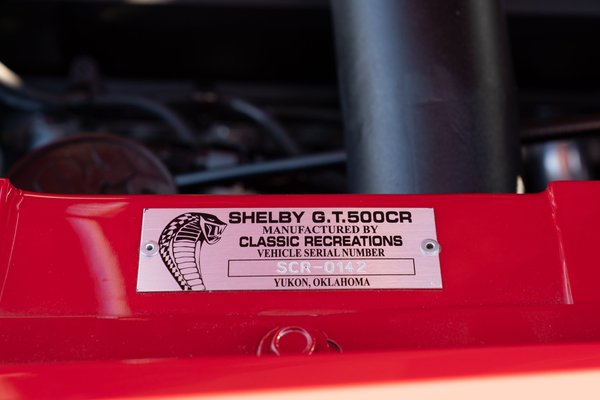 SHELBY G.T.500CR
MANUFACTURED BY
CLASSIC RECREATIONS
VEHICLE SERIAL NUMBER
SCR-0142
YUKON, OKLAHOMA